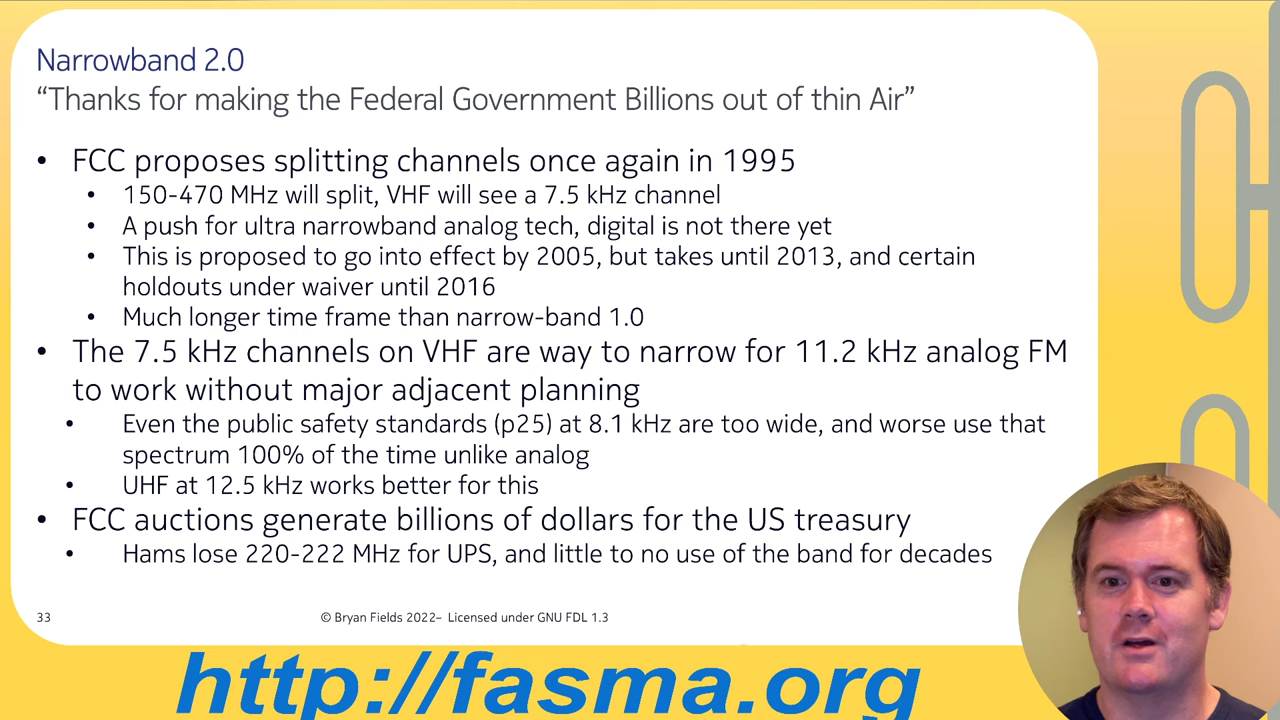 Narrowband 2.0
“Thanks for making the Federal Government Billions out of thin Air”
• FCC proposes splitting channels once again in 1995
• 150-470 MHz will split, VHF will see a 7.5 kHz channel
• A push for ultra narrowband analog tech, digital is not there yet
• This is proposed to go into effect by 2005, but takes until 2013, and certain
holdouts under waiver until 2016
• Much longer time frame than narrow-band 1.0
• The 7.5 kHz channels on VHF are way to narrow for 11.2 kHz analog FM
to work without major adjacent planning
• Even the public safety standards (p25) at 8.1 kHz are too wide, and worse use that
spectrum 100% of the time unlike analog
• UHF at 12.5 kHz works better for this
• FCC auctions generate billions of dollars for the US treasury
• Hams lose 220-222 MHz for UPS, and little to no use of the band for decades
33
© Bryan Fields 2022– Licensed under GNU FDL 1.3
http://fasma.org